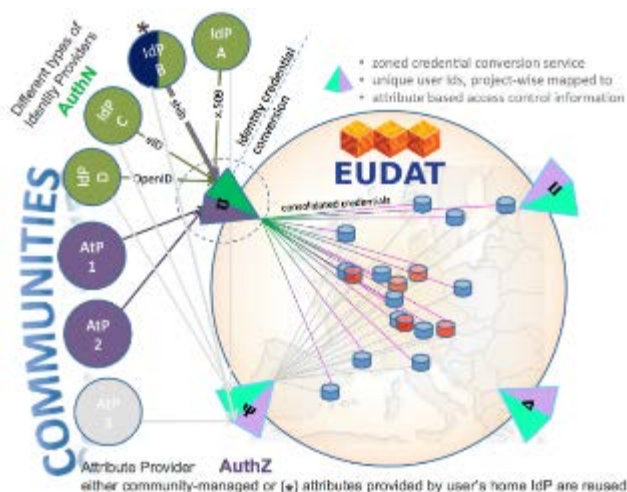 Different types of
Identity Providers
AuthN
*
IdP
B
IdP
A
IdP
C
IdP
D
shib
x.509
eID
OpenID
Identity credential
conversion
• zoned credential conversion service
• unique user ids, project-wise mapped to
• attribute based access control information
EUDAT
consolidated credentials
COMMUNITIES
AtP
1
AtP
2
AtP
3
Ψ
Δ
Attribute Provider AuthZ
either community-managed or (*) attributes provided by user's home IdP are reused